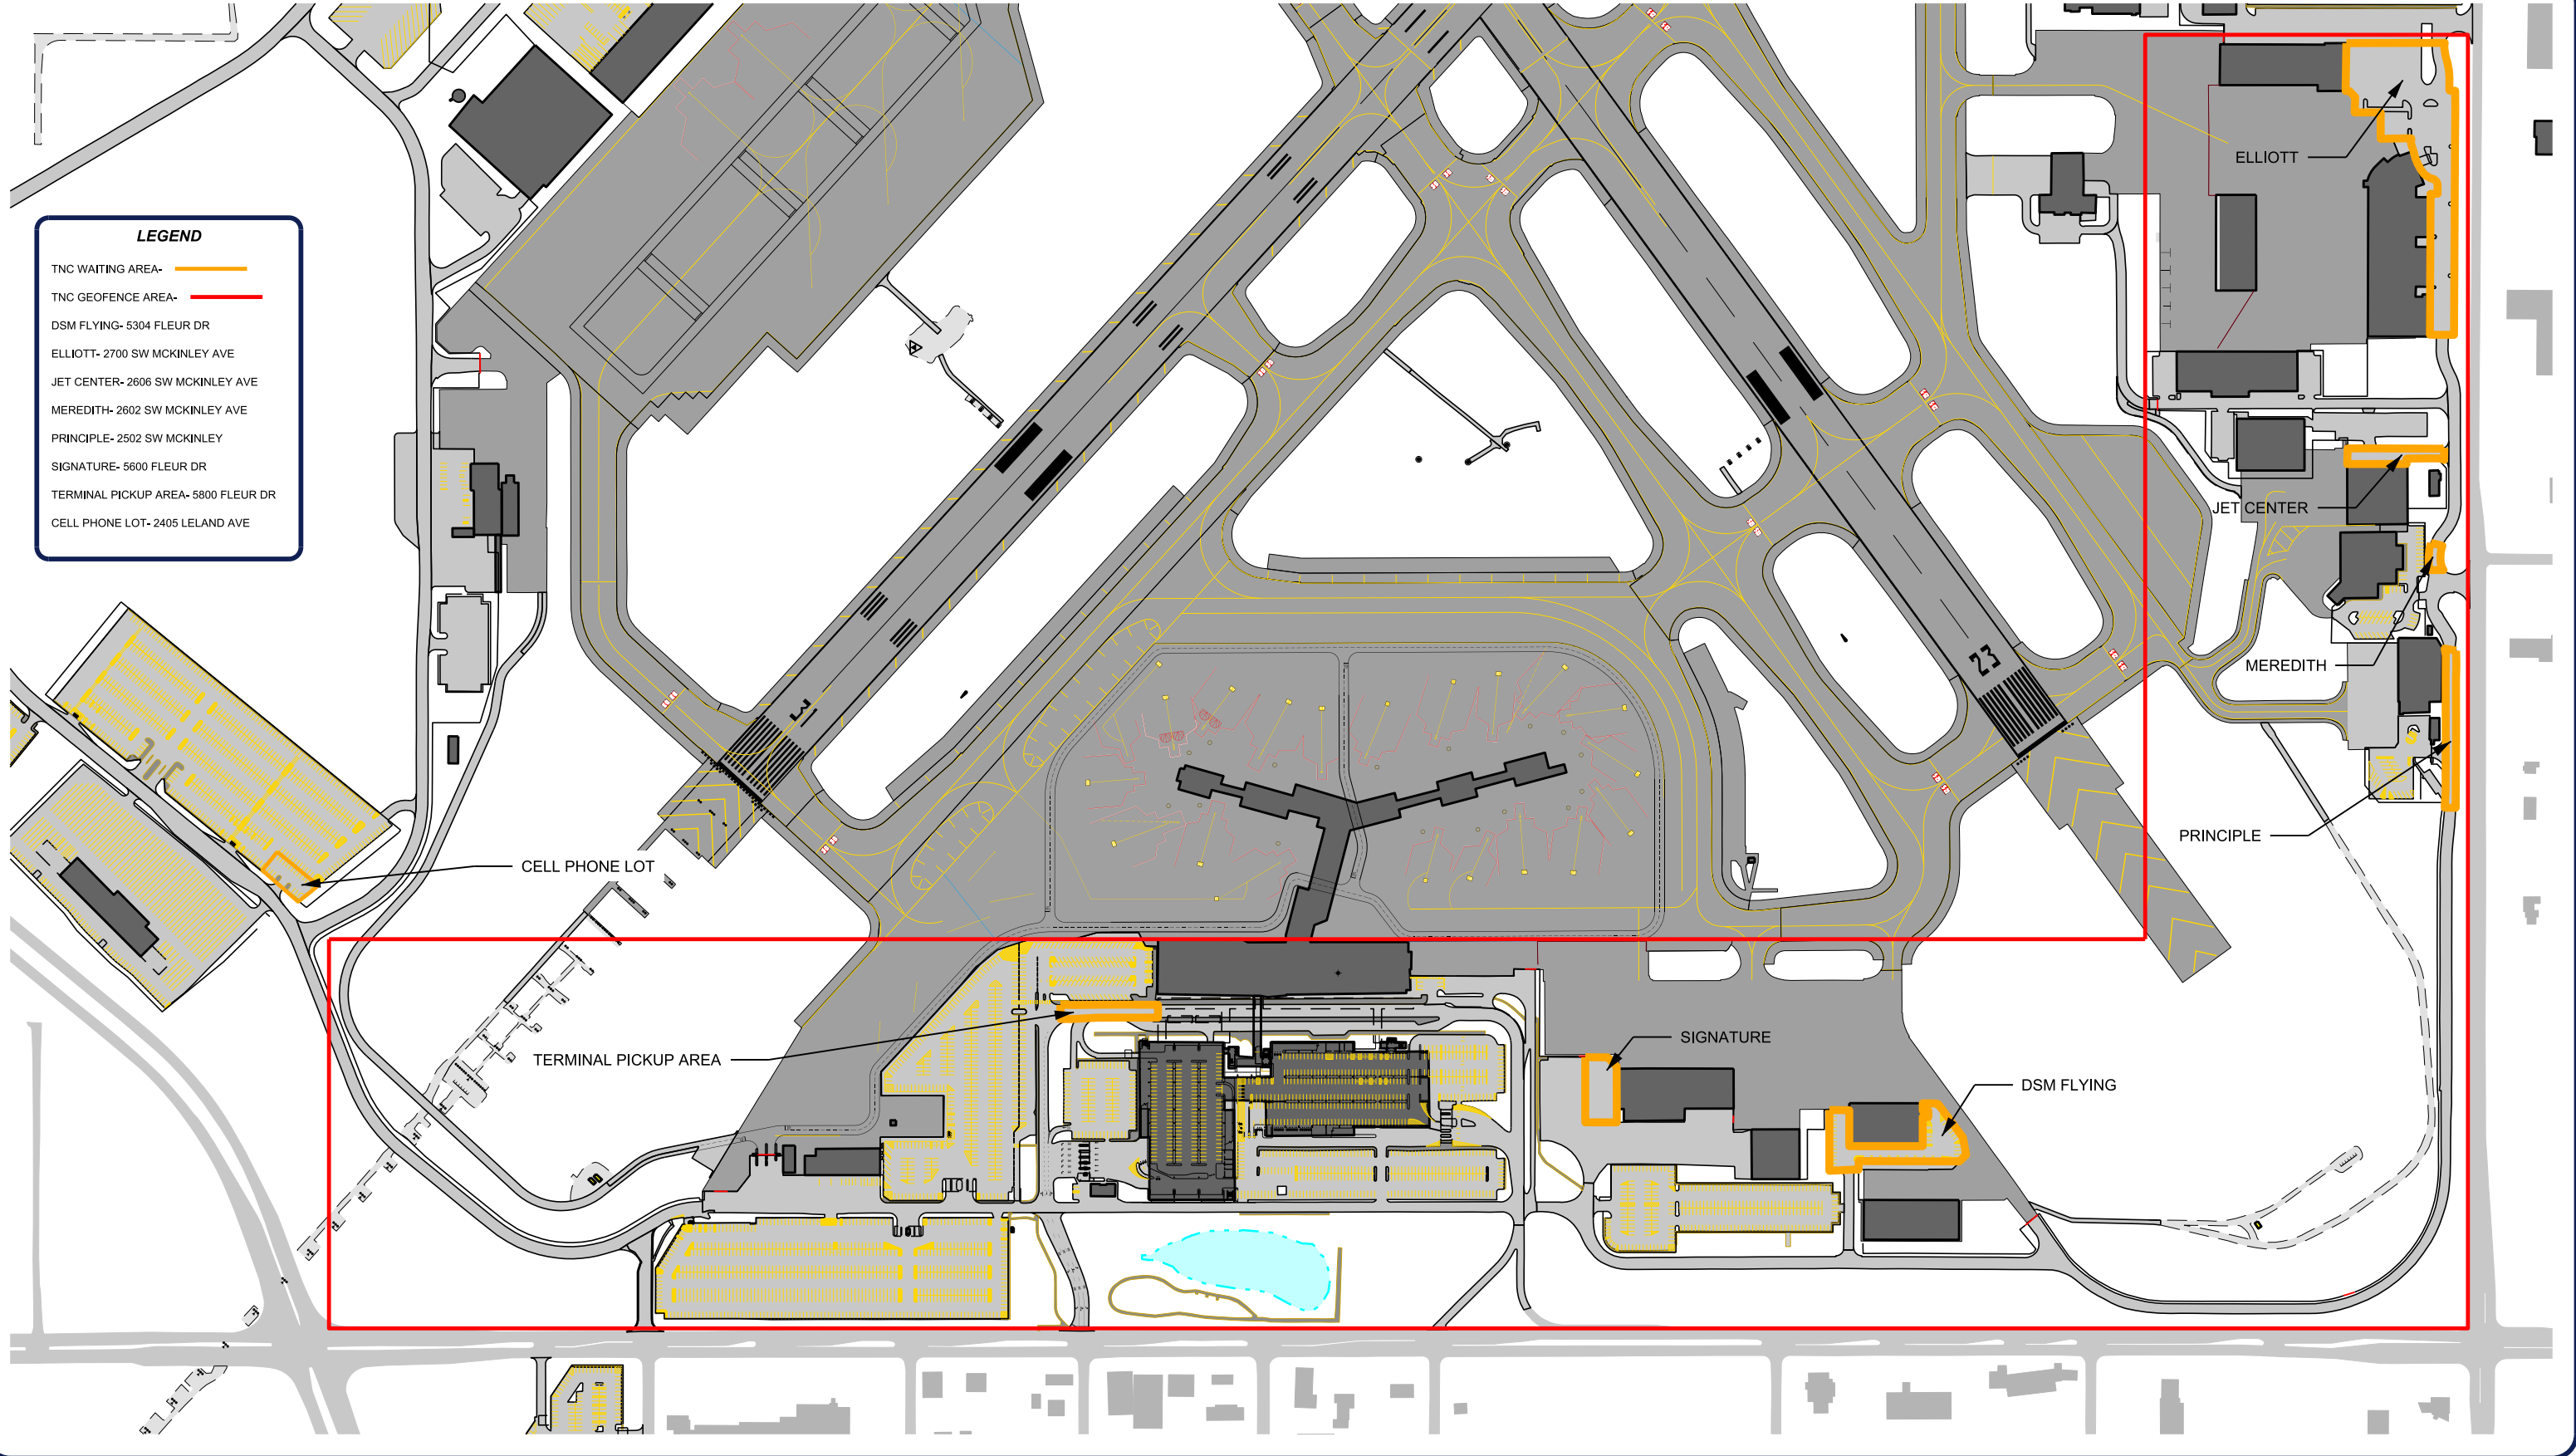 LEGEND
TNC WAITING AREA-
TNC GEOFENCE AREA-
DSM FLYING- 5304 FLEUR DR
ELLIOTT- 2700 SW MCKINLEY AVE
JET CENTER- 2606 SW MCKINLEY AVE
MEREDITH- 2602 SW MCKINLEY AVE
PRINCIPLE- 2502 SW MCKINLEY
SIGNATURE- 5600 FLEUR DR
TERMINAL PICKUP AREA- 5800 FLEUR DR
CELL PHONE LOT- 2405 LELAND AVE
ELLIOTT
JET CENTER
MEREDITH
23
PRINCIPLE
CELL PHONE LOT
TERMINAL PICKUP AREA
SIGNATURE
DSM FLYING